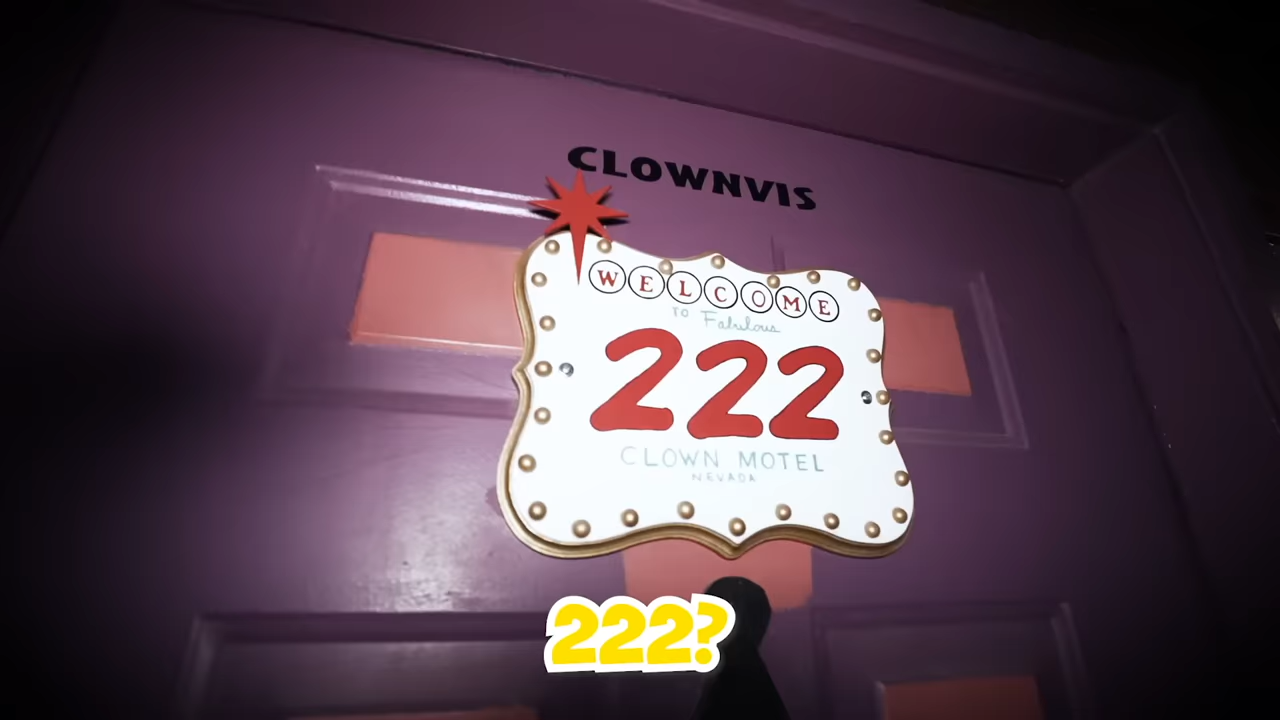 CLOWNVIS
WELCOME
TO Fabulous
222
CLOWN MOTEL
NEVADA
222?